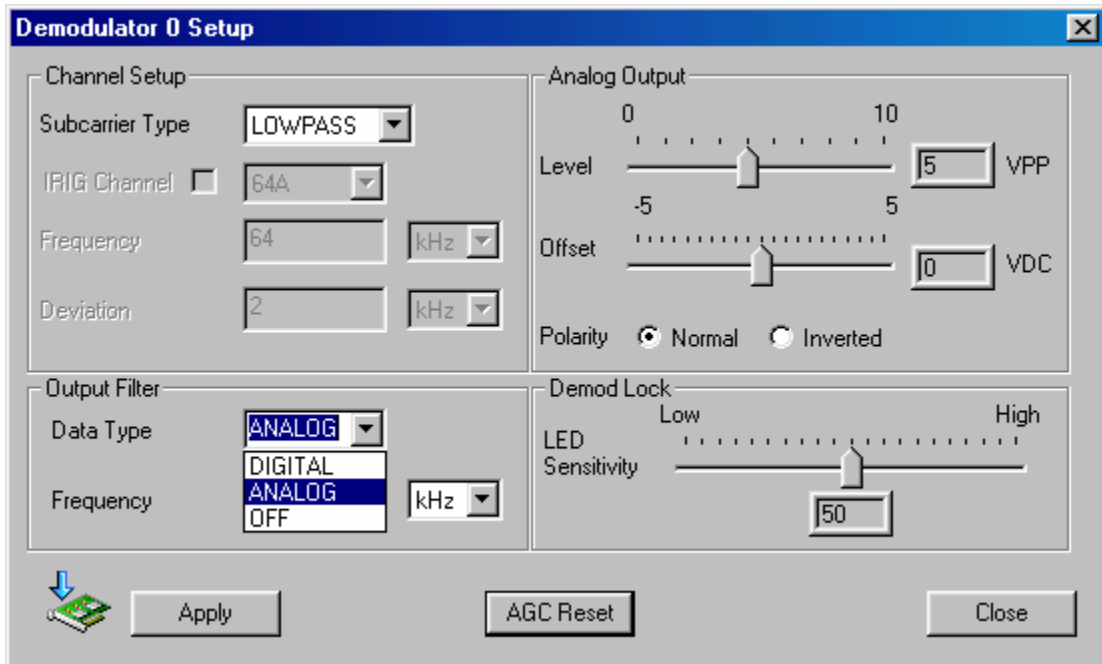 Demodulator 0 Setup
Channel Setup
Subcarrier Type LOWPASS
IRIG Channel 64A
Frequency 64 kHz
Deviation 2 kHz
Analog Output
0 10
Level 5 VPP
-5 5
Offset 0 VDC
Polarity Normal Inverted
Output Filter
Data Type ANALOG
DIGITAL
ANALOG
OFF
Frequency kHz
Demod Lock
Low High
LED
Sensitivity
50
Apply AGC Reset Close